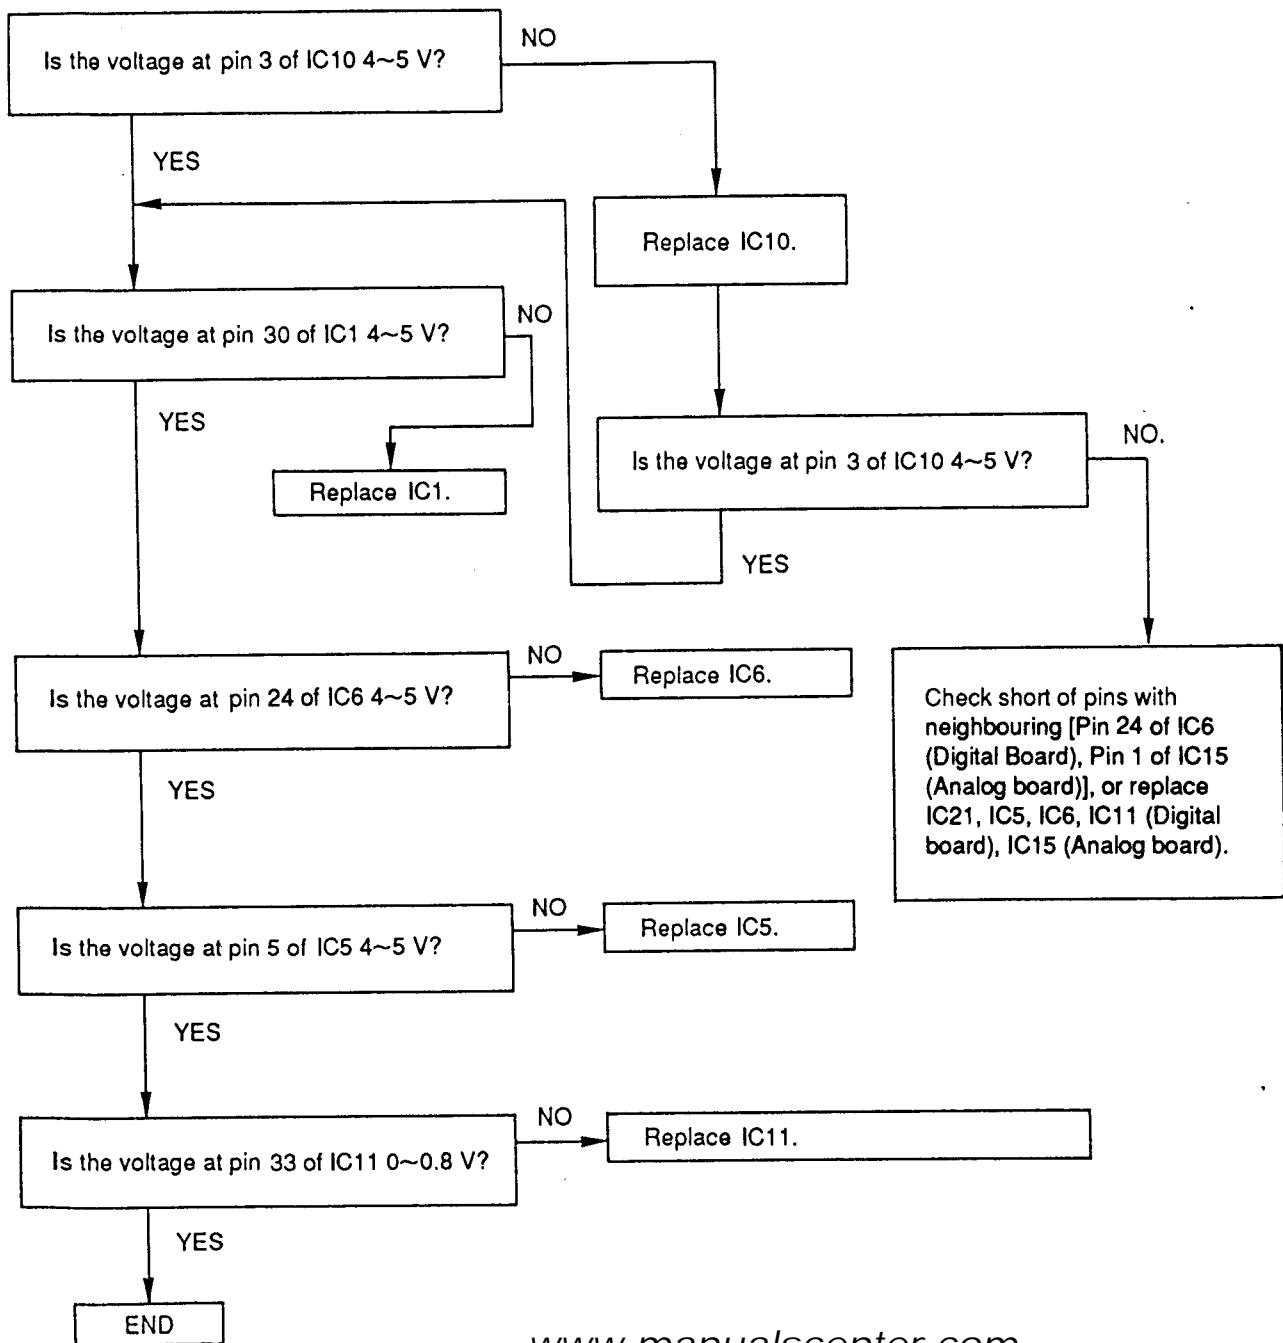 Is the voltage at pin 3 of IC10 4~5 V?
NO
YES
Replace IC10.
Is the voltage at pin 30 of IC1 4~5 V?
NO
YES
Replace IC1.
Is the voltage at pin 3 of IC10 4~5 V?
NO.
YES
Is the voltage at pin 24 of IC6 4~5 V?
NO
Replace IC6.
YES
Check short of pins with
neighbouring [Pin 24 of IC6
(Digital Board), Pin 1 of IC15
(Analog board)], or replace
IC21, IC5, IC6, IC11 (Digital
board), IC15 (Analog board).
Is the voltage at pin 5 of IC5 4~5 V?
NO
Replace IC5.
YES
Is the voltage at pin 33 of IC11 0~0.8 V?
NO
Replace IC11.
YES
END
www.manualscenter.com